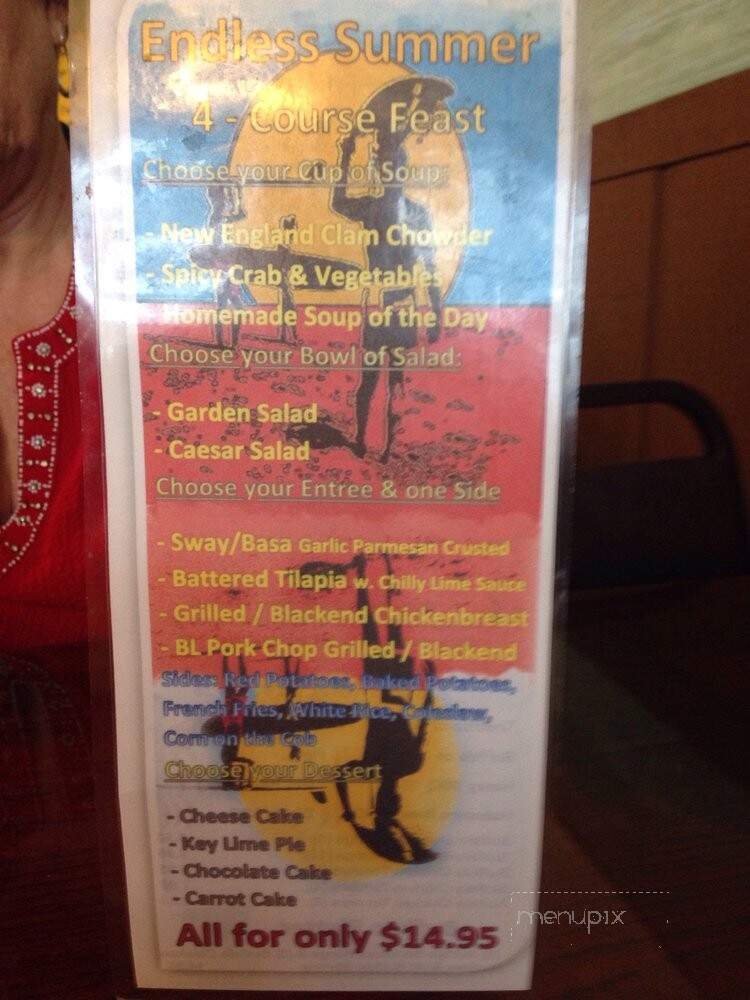 Endless Summer
4 - Course Feast
Choose your Cup of Soup:
- New England Clam Chowder
- Spicy Crab & Vegetables
- Homemade Soup of the Day
Choose your Bowl of Salad:
- Garden Salad
- Caesar Salad
Choose your Entree & one Side
- Sway/Basa Garlic Parmesan Crusted
- Battered Tilapia w. Chilly Lime Sauce
- Grilled / Blackend Chickenbreast
- BL Pork Chop Grilled / Blackend
Sides: Red Potatoes, Baked Potatoes,
French Fries, White Rice, Coleslaw,
Corn on the Cob
Choose your Dessert
- Cheese Cake
- Key Lime Pie
- Chocolate Cake
- Carrot Cake
All for only $14.95
menupix